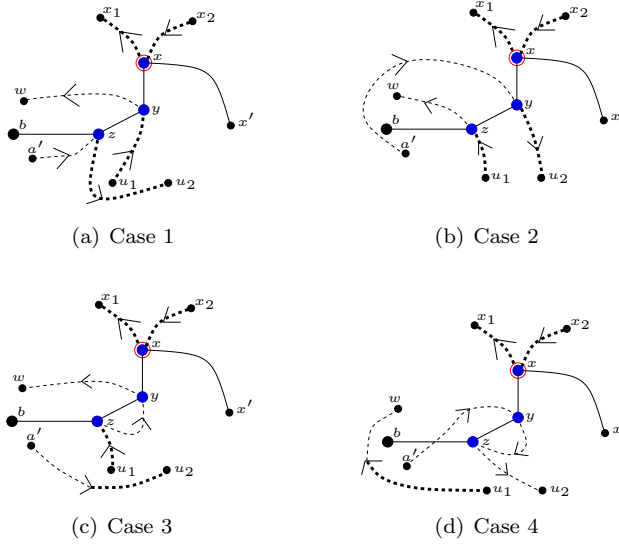 x₁ x₂
x
w
y
b
z
a′
x′
u₁ u₂
(a) Case 1
x₁ x₂
x
w
y
b
z
a′
x
u₁ u₂
(b) Case 2
x₁ x₂
x
w
y
b
z
a′
x′
u₁ u₂
(c) Case 3
x₁ x₂
x
w
y
b
z
a′
x
u₁ u₂
(d) Case 4